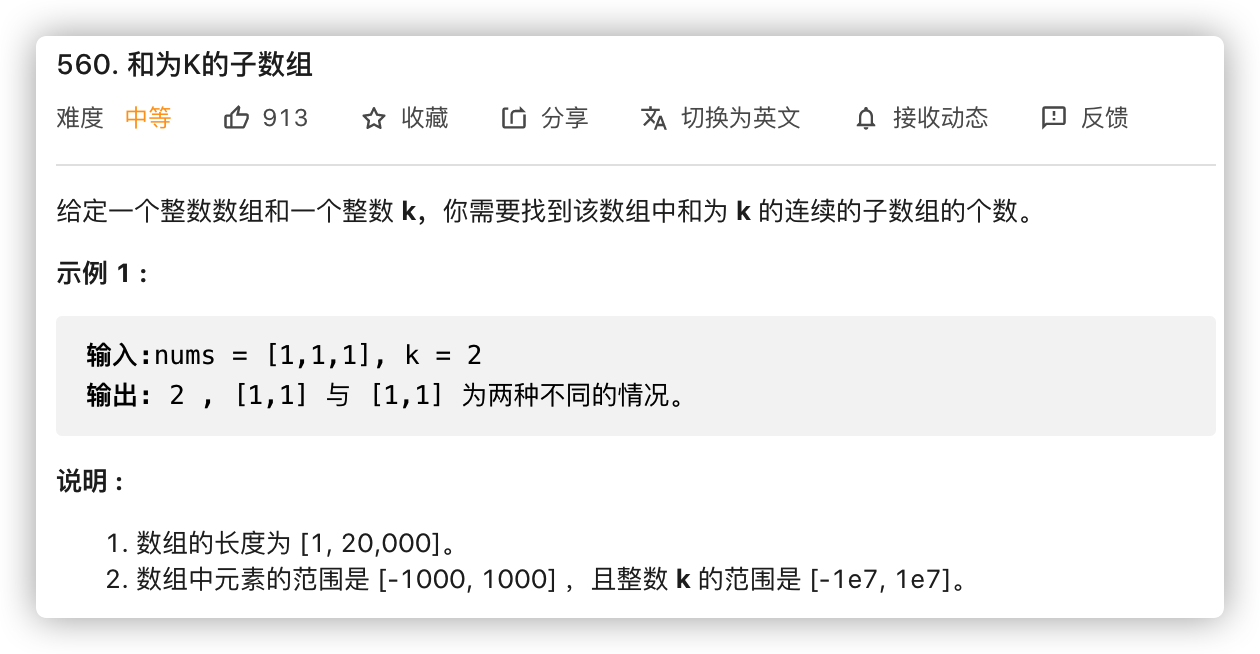 560. 和为K的子数组
难度 中等 913 收藏 分享 切换为英文 接收动态 反馈
给定一个整数数组和一个整数 k，你需要找到该数组中和为 k 的连续的子数组的个数。
示例 1 :
输入:nums = [1,1,1], k = 2
输出: 2 , [1,1] 与 [1,1] 为两种不同的情况。
说明 :
1. 数组的长度为 [1, 20,000]。
2. 数组中元素的范围是 [-1000, 1000] ，且整数 k 的范围是 [-1e7, 1e7]。